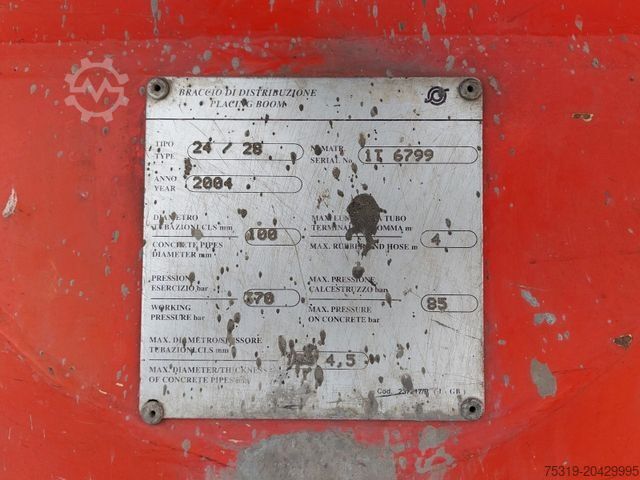 BRACCIO DI DISTRIBUZIONE
PLACING BOOM
TIPO
TYPE
24 / 28
N. MATR.
SERIAL No
1T 6799
ANNO
YEAR
2004
DIAMETRO
TUBAZIONI CLS mm
CONCRETE PIPES
DIAMETER mm
100
MAX. TUBO
MAX. HOSE m
4
PRESSIONE
ESERCIZIO bar
WORKING
PRESSURE bar
370
MAX. PRESSIONE
CALCESTRUZZO bar
MAX. PRESSURE
ON CONCRETE bar
85
MAX. DIAMETRO/SPESSORE
TUBAZIONI CLS mm
MAX. DIAMETER/THICKNESS
OF CONCRETE PIPES
4,5
Cod.
75319-20429995